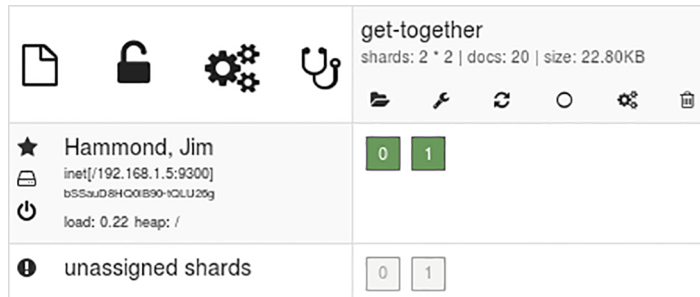 get-together
shards: 2 * 2 | docs: 20 | size: 22.80KB
Hammond, Jim
inet[/192.168.1.5:9300]
load: 0.22 heap: /
0 1
unassigned shards
0 1